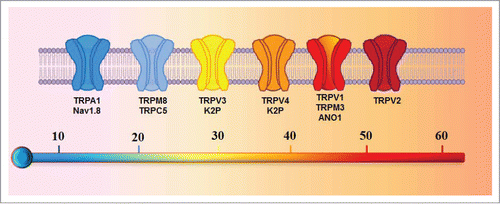 TRPA1
Nav1.8
TRPM8
TRPC5
TRPV3
K2P
TRPV4
K2P
TRPV1
TRPM3
ANO1
TRPV2
10 20 30 40 50 60